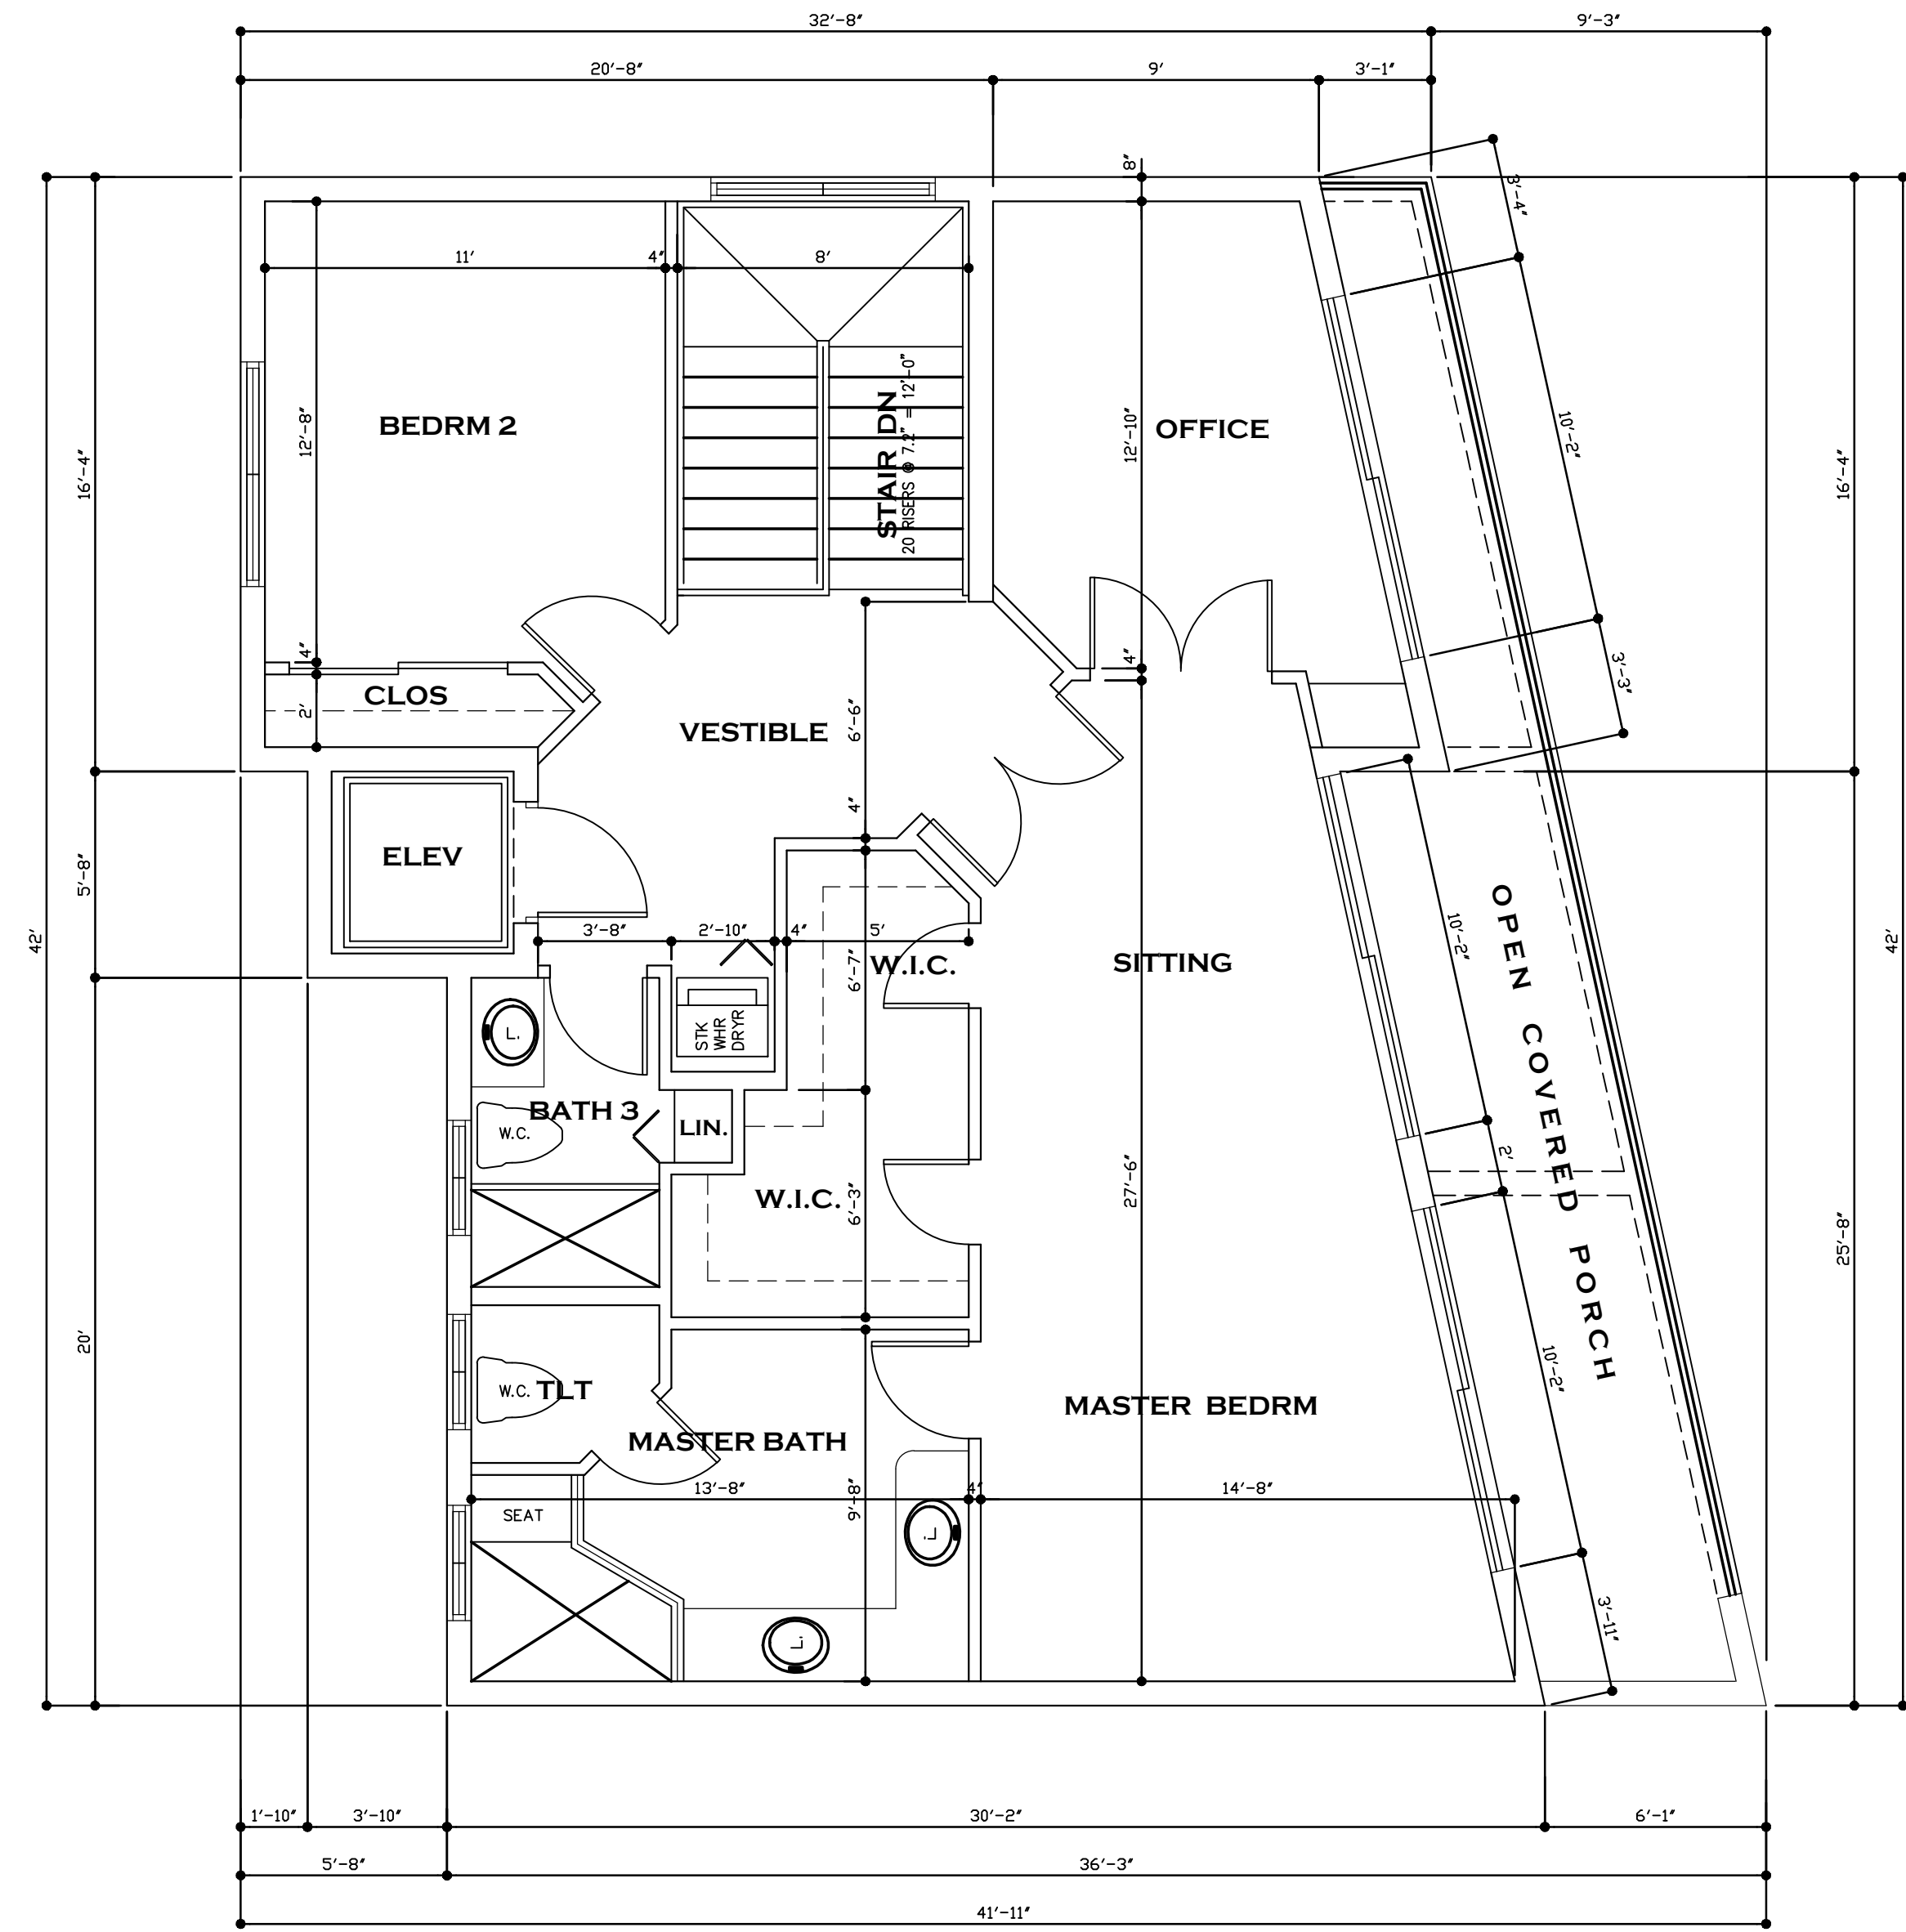 32'-8" 9'-3"
20'-8" 9' 3'-1"
8"
3'-4"
11' 4" 8'
12'-8"
BEDRM 2
STAIR DN
20 RISERS @ 7.2" = 12'-0"
12'-10"
OFFICE
10'-2"
16'-4"
16'-4"
4"
4"
3'-3"
CLOS
2'
VESTIBLE
6'-6"
4"
ELEV
5'-8"
42'
42'
3'-8" 2'-10" 4" 5'
W.I.C.
6'-7"
SITTING
10'-2"
OPEN COVERED PORCH
L.
STK
WHR
DRYR
BATH 3
W.C.
LIN.
2'
W.I.C.
6'-3"
27'-6"
25'-8"
20'
W.C. TLT
MASTER BEDRM
10'-2"
MASTER BATH
13'-8" 4" 14'-8"
9'-8"
SEAT
L.
3'-11"
L.
1'-10" 3'-10" 30'-2" 6'-1"
5'-8" 36'-3"
41'-11"